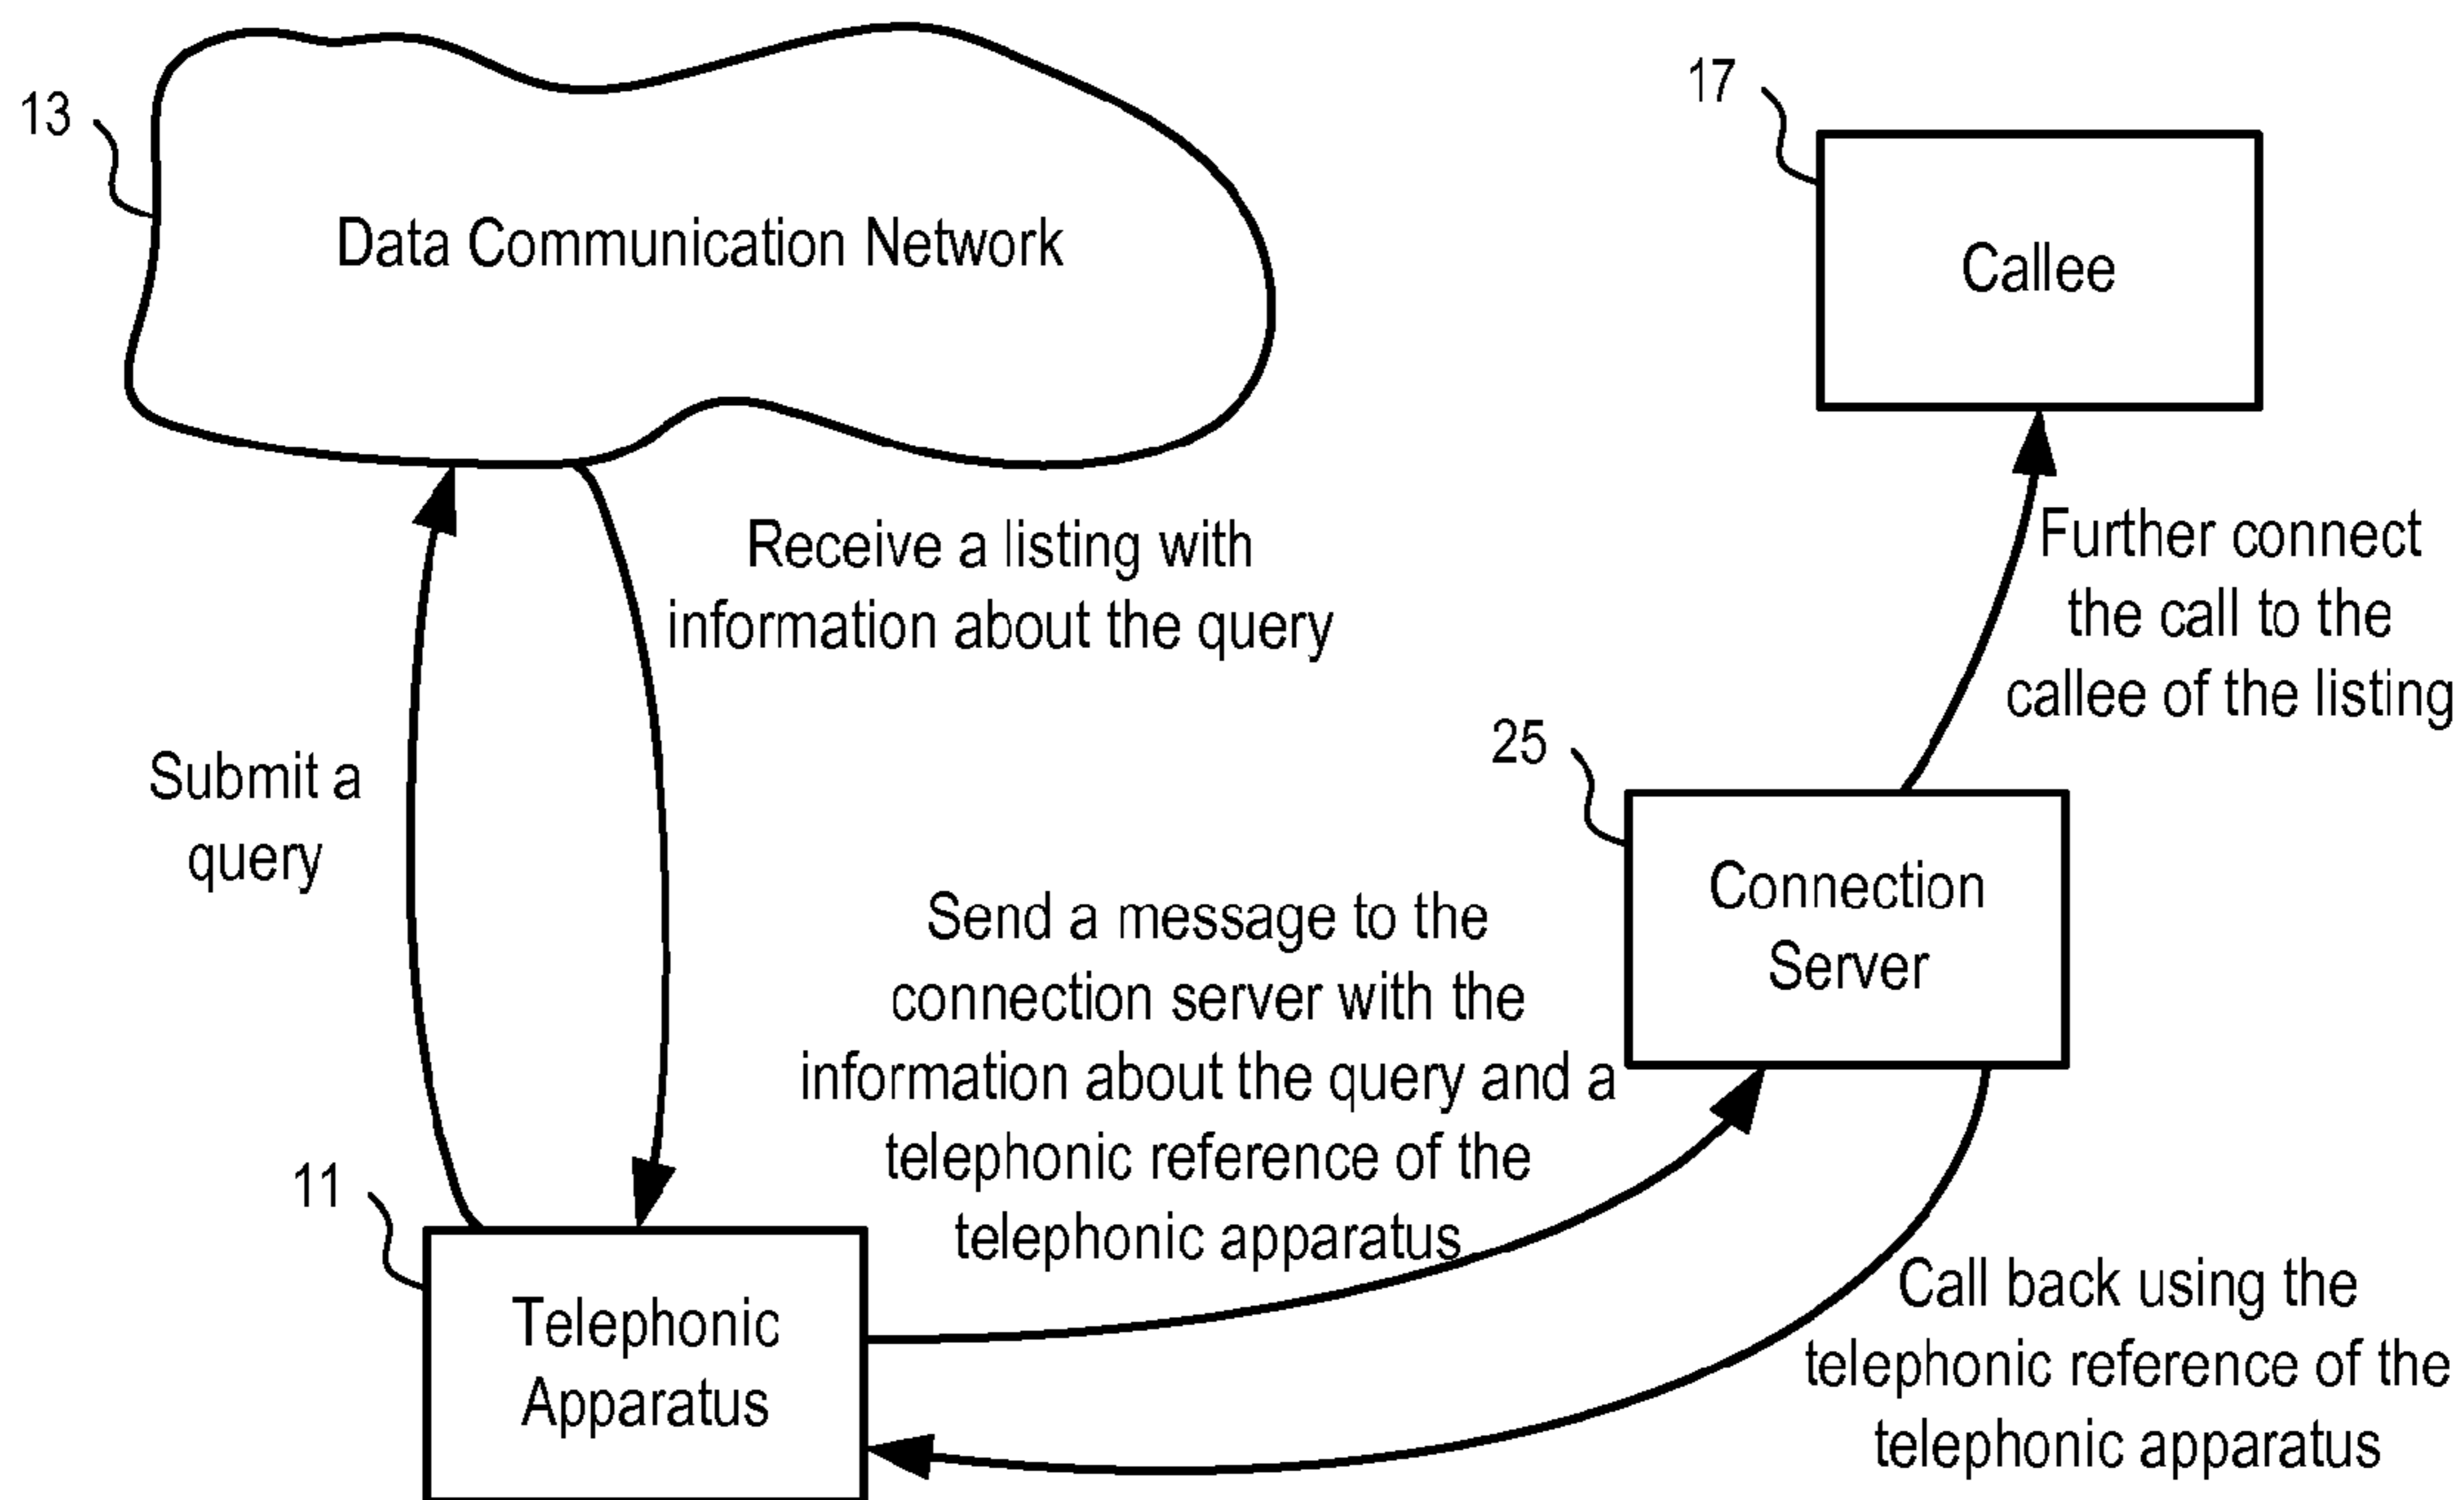 13
Data Communication Network
17
Callee
Receive a listing with
information about the query
Further connect
the call to the
callee of the listing
Submit a
query
25
Connection
Server
Send a message to the
connection server with the
information about the query and a
telephonic reference of the
telephonic apparatus
11
Telephonic
Apparatus
Call back using the
telephonic reference of the
telephonic apparatus